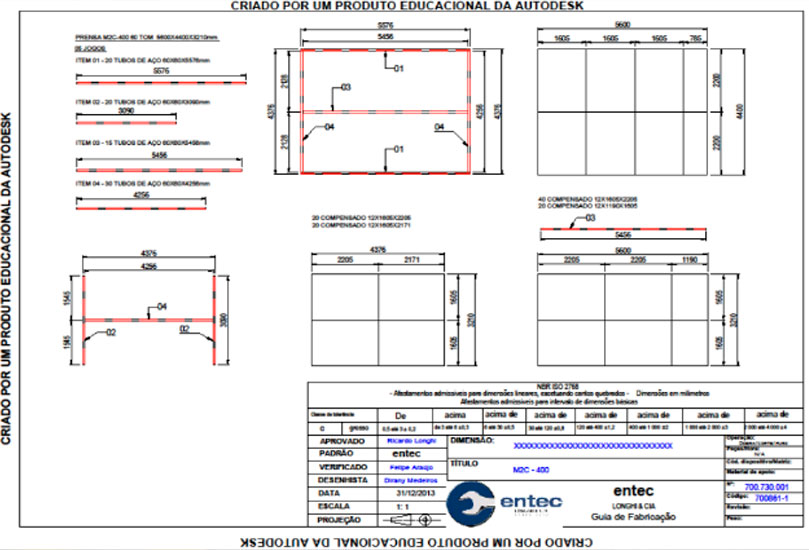 CRIADO POR UM PRODUTO EDUCACIONAL DA AUTODESK
CRIADO POR UM PRODUTO EDUCACIONAL DA AUTODESK
PRENSA M2C-400 60 TOM 5600X4400X3210mm
05 JOGOS
ITEM 01 - 20 TUBOS DE AÇO 60X60X5576mm
5576
ITEM 02 - 20 TUBOS DE AÇO 60X60X3090mm
3090
ITEM 03 - 15 TUBOS DE AÇO 60X60X5456mm
5456
ITEM 04 - 30 TUBOS DE AÇO 60X60X4256mm
4256
5576
5456
01
03
04
04
01
4376
2128
2128
4256
4376
5600
1605 1605 1605 785
2200
2200
4400
4376
4256
04
02
02
1545
1545
3090
20 COMPENSADO 12X1605X2205
20 COMPENSADO 12X1605X2171
4376
2205 2171
1605
1605
3210
40 COMPENSADO 12X1605X2205
20 COMPENSADO 12X1190X1605
03
5456
5600
2205 2205 1190
1605
1605
3210
NBR ISO 2768
- Afastamentos admissíveis para dimensões lineares, excetuando cantos quebrados - Dimensões em milímetros
Afastamentos admissíveis para intervalo de dimensões básicas
Classe de tolerância De acima acima de acima de acima de acima de acima de acima de
C grosso 0,5 até 3 ± 0,2 de 3 até 6 ±0,3 6 até 30 ±0,5 30 até 120 ±0,8 120 até 400 ±1,2 400 até 1 000 ±2 1 000 até 2 000 ±3 2 000 até 4 000 ±4
APROVADO Ricardo Longhi
PADRÃO entec
VERIFICADO Felipe Araujo
DESENHISTA Dirany Medeiros
DATA 31/12/2013
ESCALA 1: 1
PROJEÇÃO
DIMENSÃO: XXXXXXXXXXXXXXXXXXXXXXXXXXXXXXXX
TÍTULO M2C - 400
entec
LONGHI & CIA
entec
LONGHI & CIA
Guia de Fabricação
Operação:
Peças/Hora:
N/A
Cód. dispositivo/Matriz:
Material de apoio:
Nº: 700.730.001
Código: 700861-1
Revisão:
Peso:
CRIADO POR UM PRODUTO EDUCACIONAL DA AUTODESK